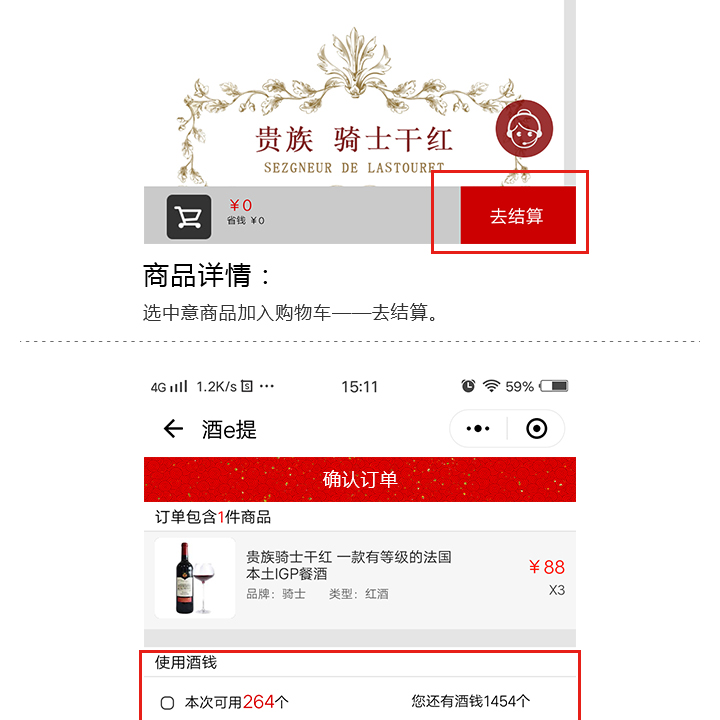 贵族 骑士干红
SEZGNEUR DE LASTOURET
￥0
省钱 ￥0
去结算
商品详情：
选中意商品加入购物车——去结算。
4G 1.2K/s 15:11 59%
酒e提
确认订单
订单包含1件商品
贵族骑士干红 一款有等级的法国
本土IGP餐酒
￥88
品牌：骑士 类型：红酒
X3
使用酒钱
本次可用264个 您还有酒钱1454个